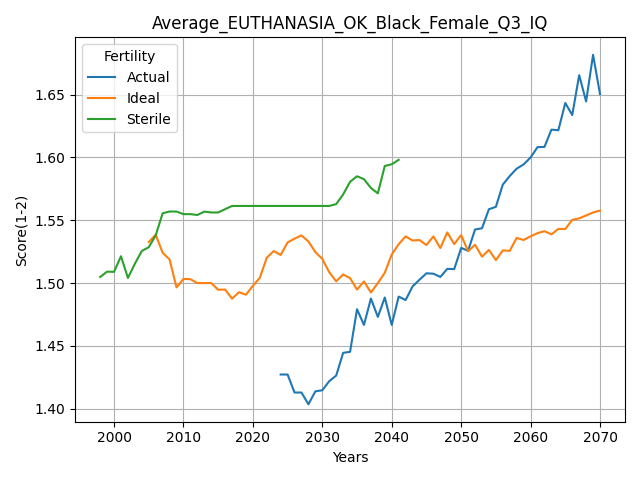 Average_EUTHANASIA_OK_Black_Female_Q3_IQ
Fertility
Actual
Ideal
Sterile
Score(1-2)
1.65
1.60
1.55
1.50
1.45
1.40
2000 2010 2020 2030 2040 2050 2060 2070
Years